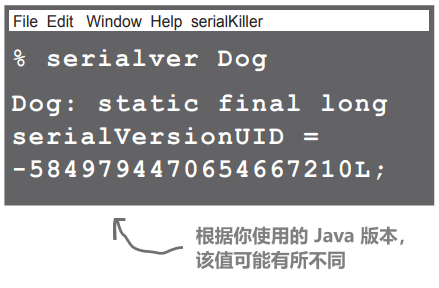 File Edit Window Help serialKiller
% serialver Dog
Dog: static final long
serialVersionUID =
-5849794470654667210L;
根据你使用的 Java 版本，
该值可能有所不同